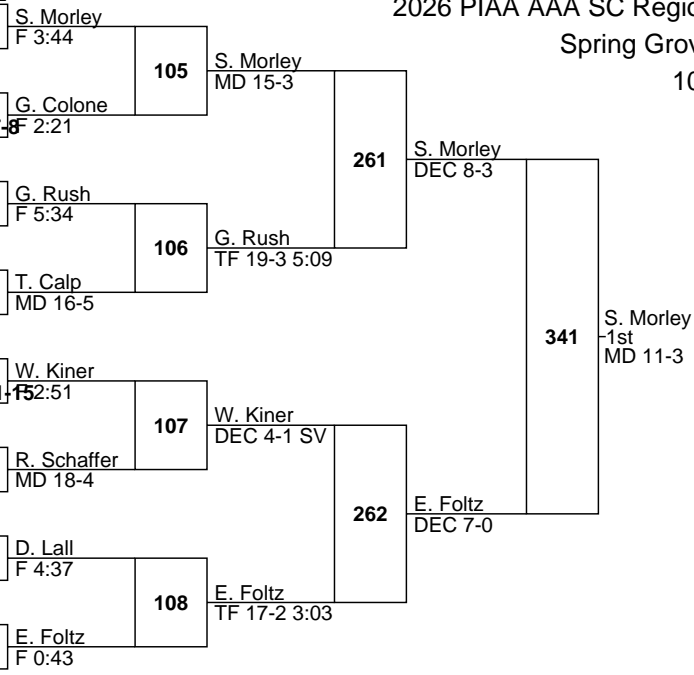 2026 PIAA AAA SC Regio
Spring Grov
10
S. Morley
F 3:44
105
S. Morley
MD 15-3
G. Colone
-8
F 2:21
261
S. Morley
DEC 8-3
G. Rush
F 5:34
106
G. Rush
TF 19-3 5:09
T. Calp
MD 16-5
341
S. Morley
1st
MD 11-3
W. Kiner
-15
F 2:51
107
W. Kiner
DEC 4-1 SV
R. Schaffer
MD 18-4
262
E. Foltz
DEC 7-0
D. Lall
F 4:37
108
E. Foltz
TF 17-2 3:03
E. Foltz
F 0:43